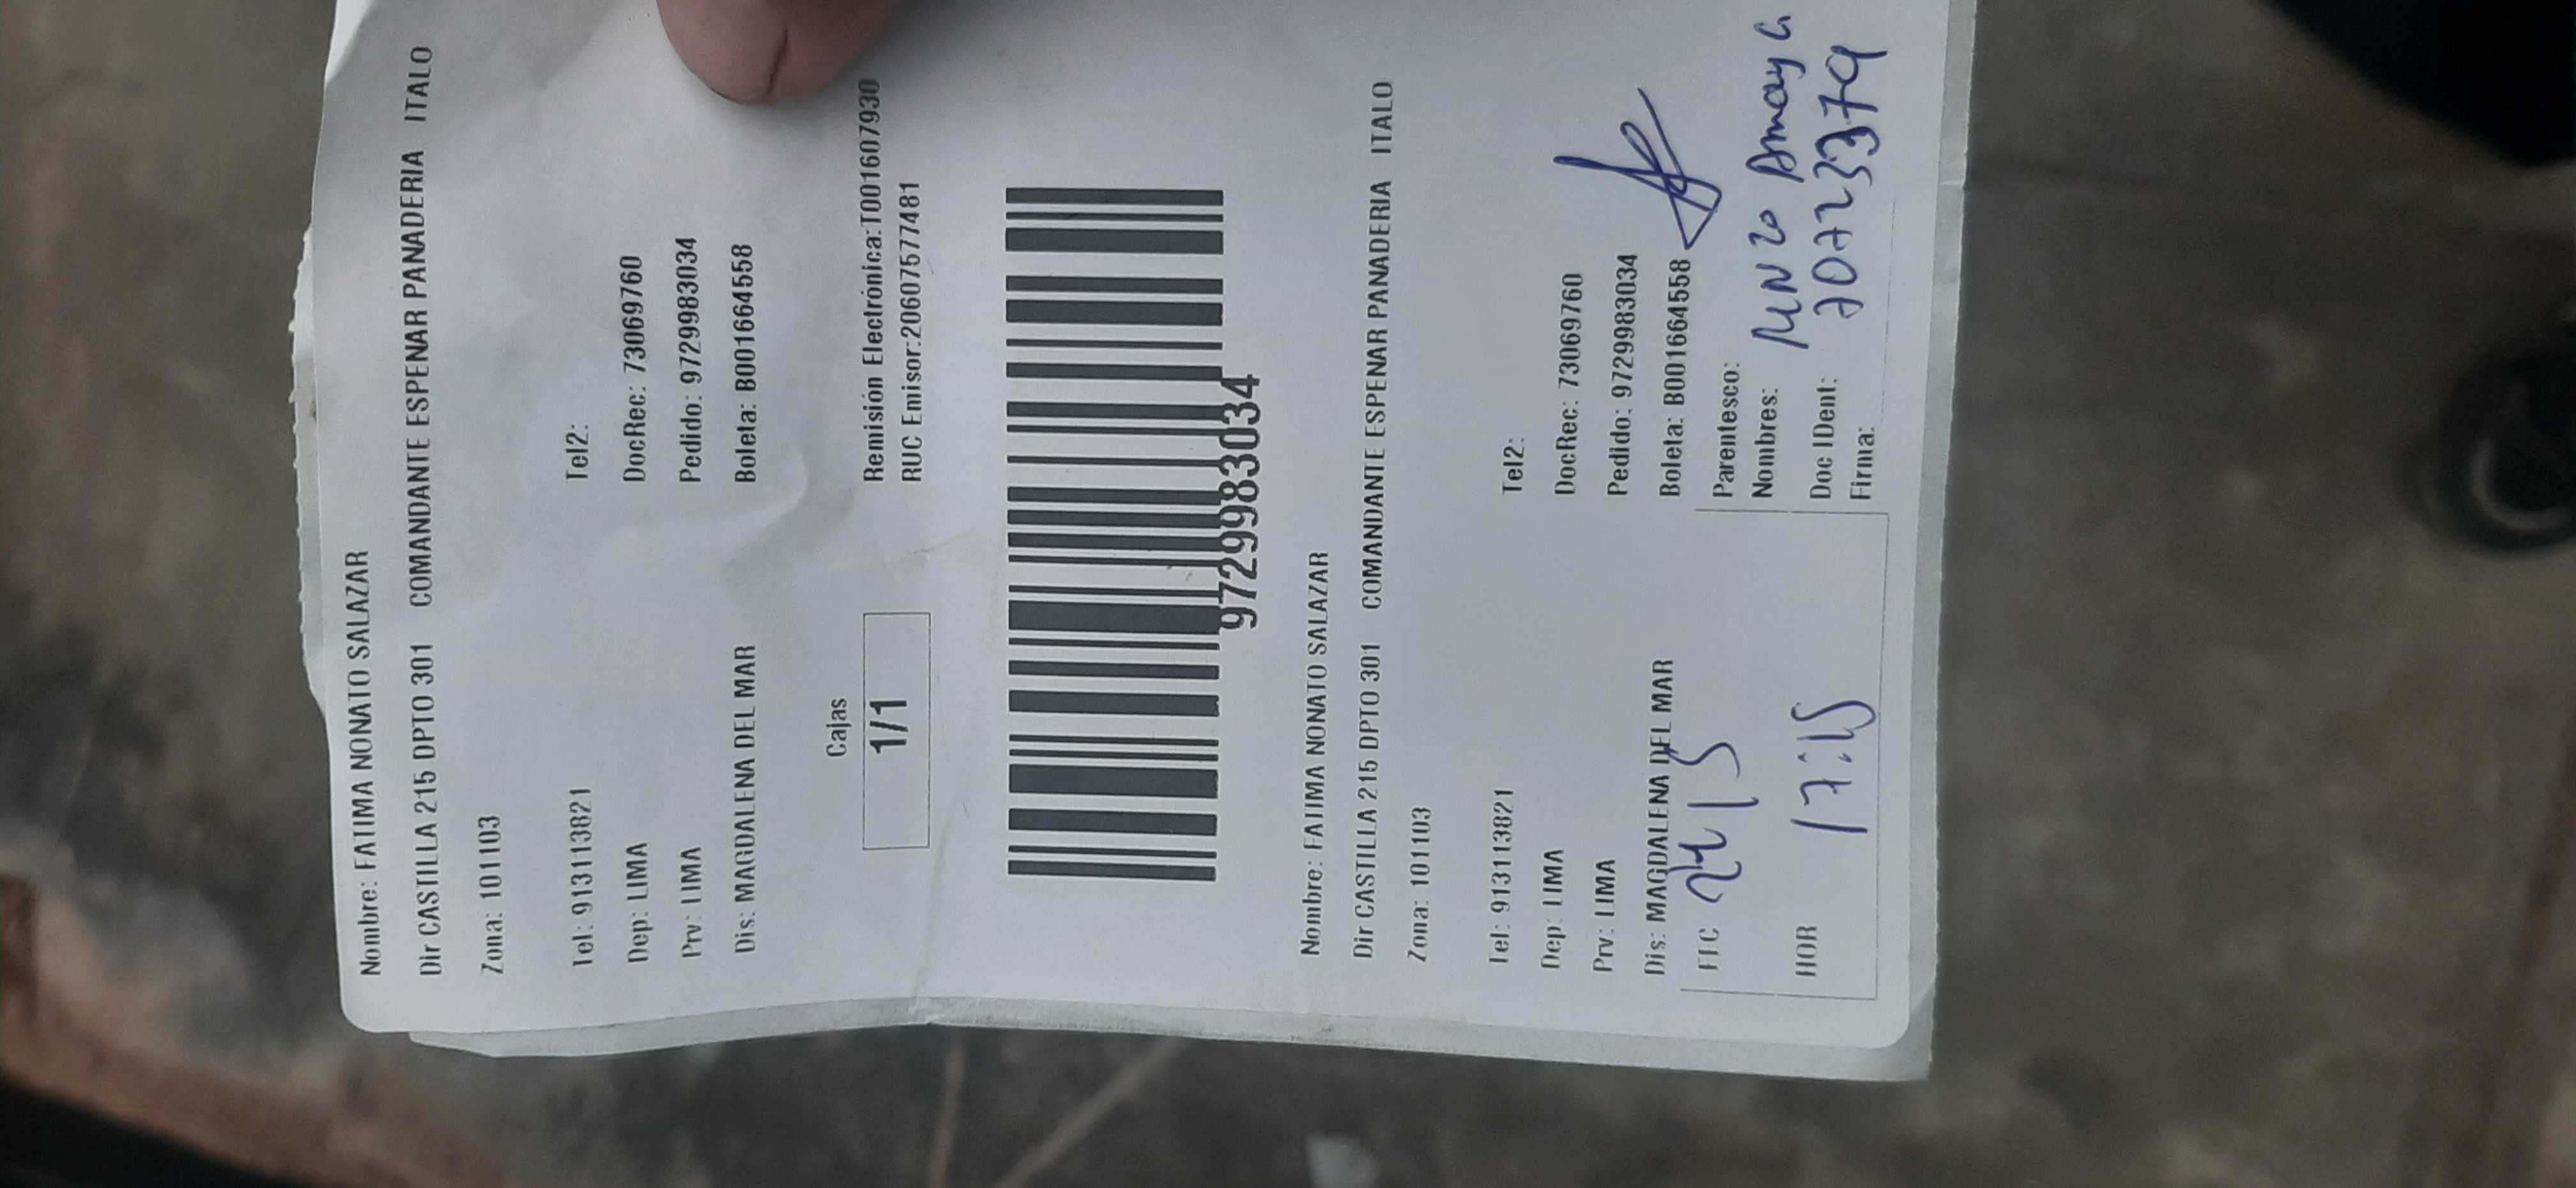 Nombre: FATIMA NONATO SALAZAR
Dir CASTILLA 215 DPTO 301 COMANDANTE ESPENAR PANADERIA ITALO
Zona: 101103
Tel: 913113821 Tel2:
Dep: LIMA DocRec: 73069760
Prv: LIMA Pedido: 9729983034
Dis: MAGDALENA DEL MAR Boleta: B001664558
Cajas
1/1
Remisión Electrónica:T001607930
RUC Emisor:20607577481
9729983034
Nombre: FATIMA NONATO SALAZAR
Dir CASTILLA 215 DPTO 301 COMANDANTE ESPENAR PANADERIA ITALO
Zona: 101103
Tel: 913113821 Tel2:
Dep: LIMA DocRec: 73069760
Prv: LIMA Pedido: 9729983034
Dis: MAGDALENA DEL MAR Boleta: B001664558
FEC
Parentesco:
Nombres: Amaya
HOR 17:15
Doc IDent:
Firma: